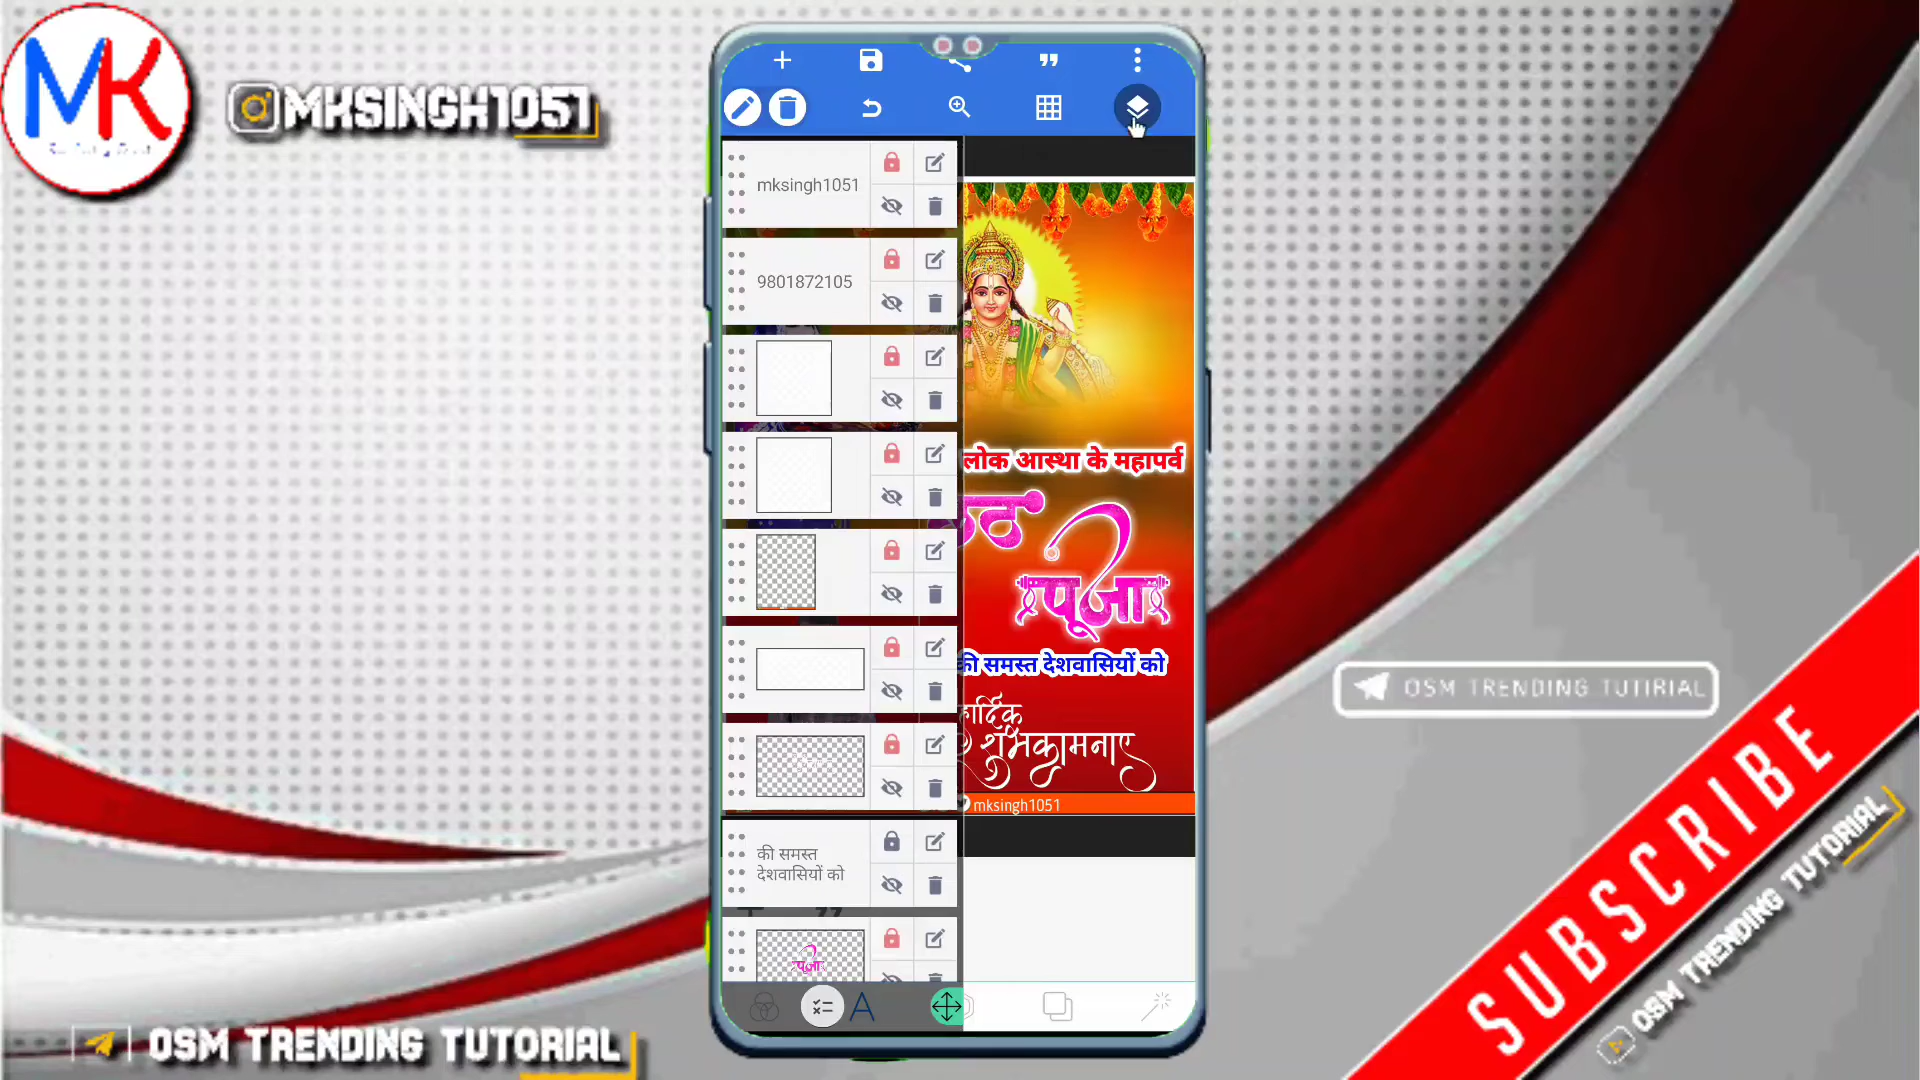 MK
MKSINGH1051
mksingh1051
9801872105
की समस्त
देशवासियों को
पूजा
लोक आस्था के महापर्व
पूजा
की समस्त देशवासियों को
शुभकामनाए
mksingh1051
OSM TRENDING TUTIRIAL
SUBSCRIBE
OSM TRENDING TUTORIAL
OSM TRENDING TUTORIAL